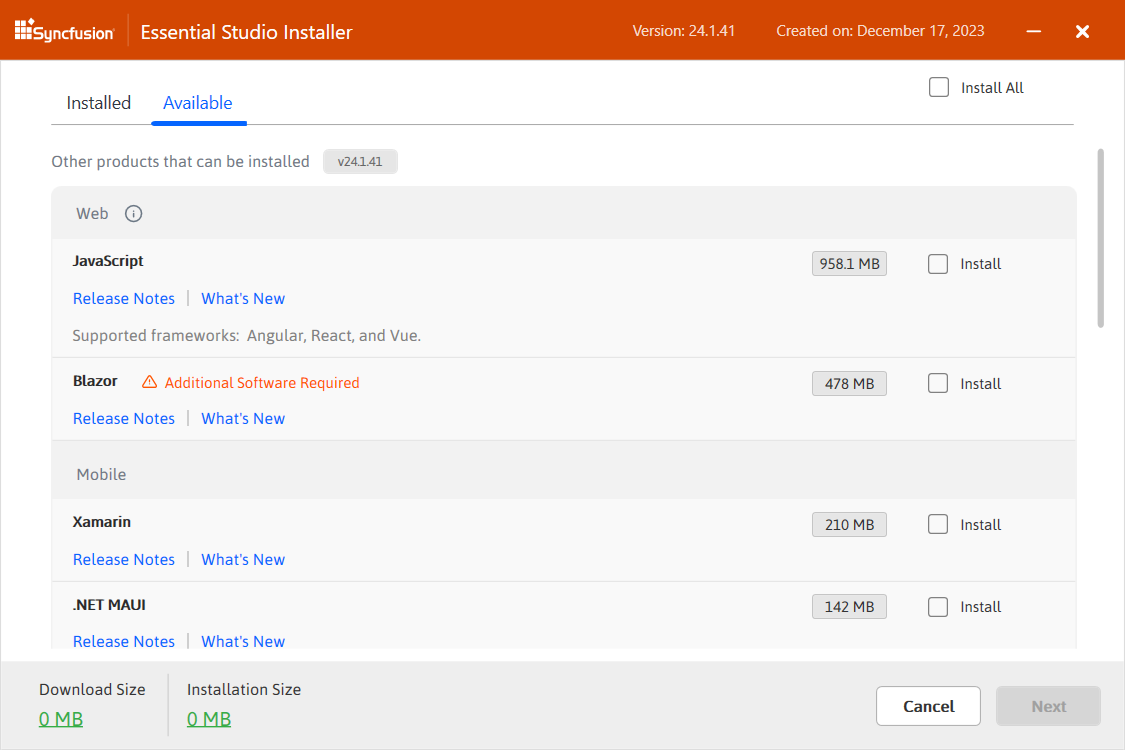 Syncfusion Essential Studio Installer Version: 24.1.41 Created on: December 17, 2023
Installed Available Install All
Other products that can be installed v24.1.41
Web
JavaScript 958.1 MB Install
Release Notes What's New
Supported frameworks: Angular, React, and Vue.
Blazor Additional Software Required 478 MB Install
Release Notes What's New
Mobile
Xamarin 210 MB Install
Release Notes What's New
.NET MAUI 142 MB Install
Release Notes What's New
Download Size Installation Size
0 MB 0 MB
Cancel Next